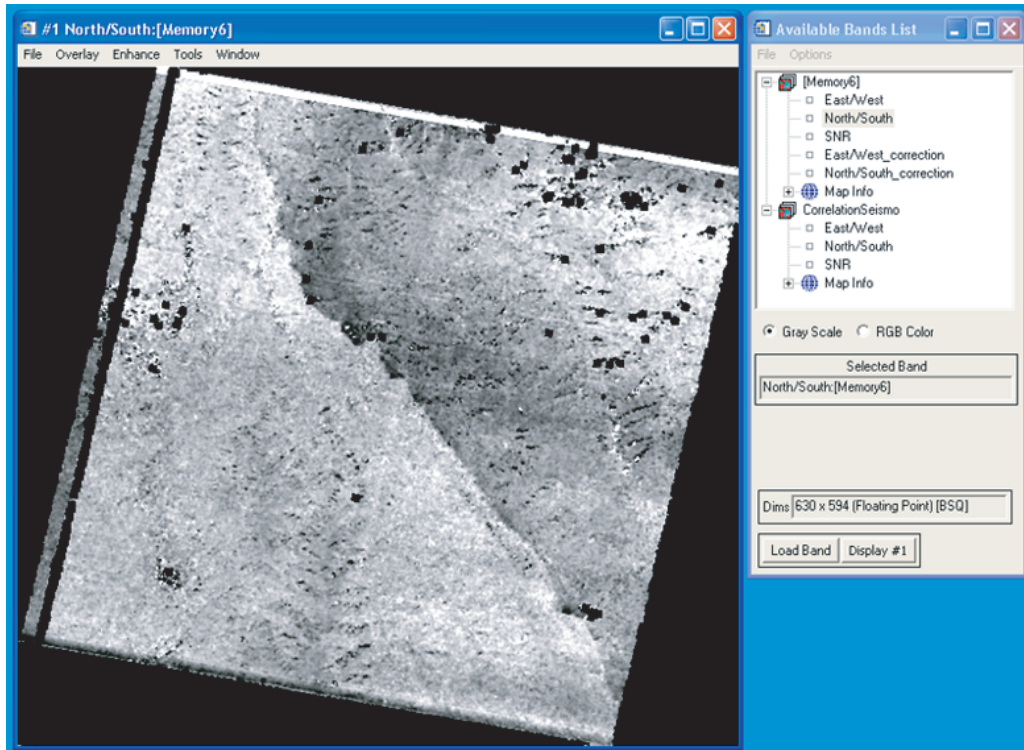 #1 North/South:[Memory6]
File Overlay Enhance Tools Window
Available Bands List
File Options
[Memory6]
East/West
North/South
SNR
East/West_correction
North/South_correction
Map Info
CorrelationSeismo
East/West
North/South
SNR
Map Info
Gray Scale RGB Color
Selected Band
North/South:[Memory6]
Dims 630 x 594 (Floating Point) [BSQ]
Load Band Display #1